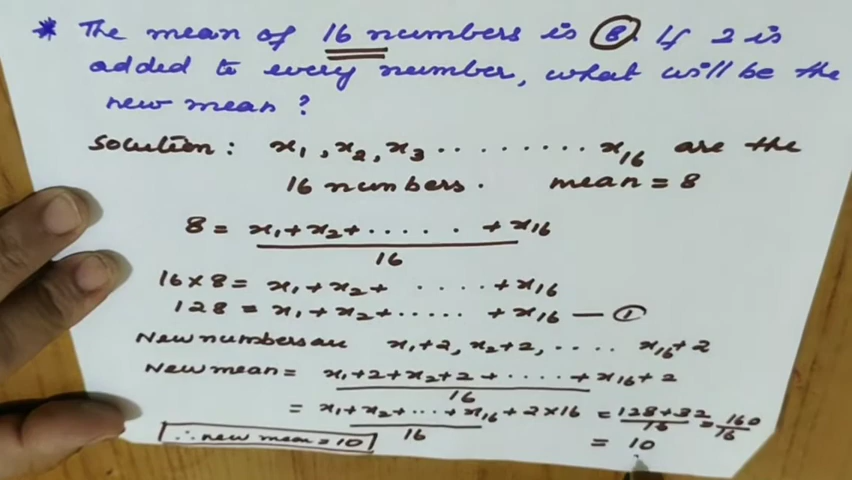 * The mean of 16 numbers is 8. If 2 is
added to every number, what will be the
new mean?
Solution: x₁, x₂, x₃ ......... x₁₆ are the
16 numbers. mean = 8
8 = x₁+x₂+ ..... . +x₁₆
16
16×8 = x₁+x₂+ .....+x₁₆
128 = x₁+x₂+...... +x₁₆ — ①
New numbers are x₁+2, x₂+2, .... x₁₆+2
New mean = x₁+2+x₂+2+.....+x₁₆+2
16
= x₁+x₂+...+x₁₆+2×16 = 128+32 = 160
16 16 16
∴ new mean = 10 = 10